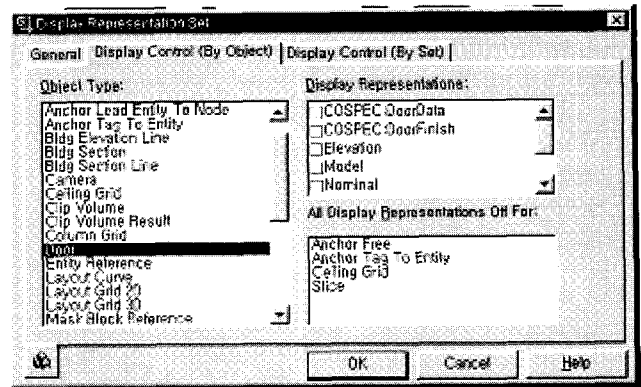 Display Representation Set
General
Display Control (By Object)
Display Control (By Set)
Object Type:
Anchor Lead Entity To Node
Anchor Tag To Entity
Bldg Elevation Line
Bldg Section
Bldg Section Line
Camera
Ceiling Grid
Clip Volume
Clip Volume Result
Column Grid
Door
Entity Reference
Layout Curve
Layout Grid 2D
Layout Grid 3D
Mask Block Reference
Display Representations:
COSPEC:DoorData
COSPEC:DoorFinish
Elevation
Model
Nominal
All Display Representations Off For:
Anchor Free
Anchor Tag To Entity
Ceiling Grid
Slice
OK
Cancel
Help